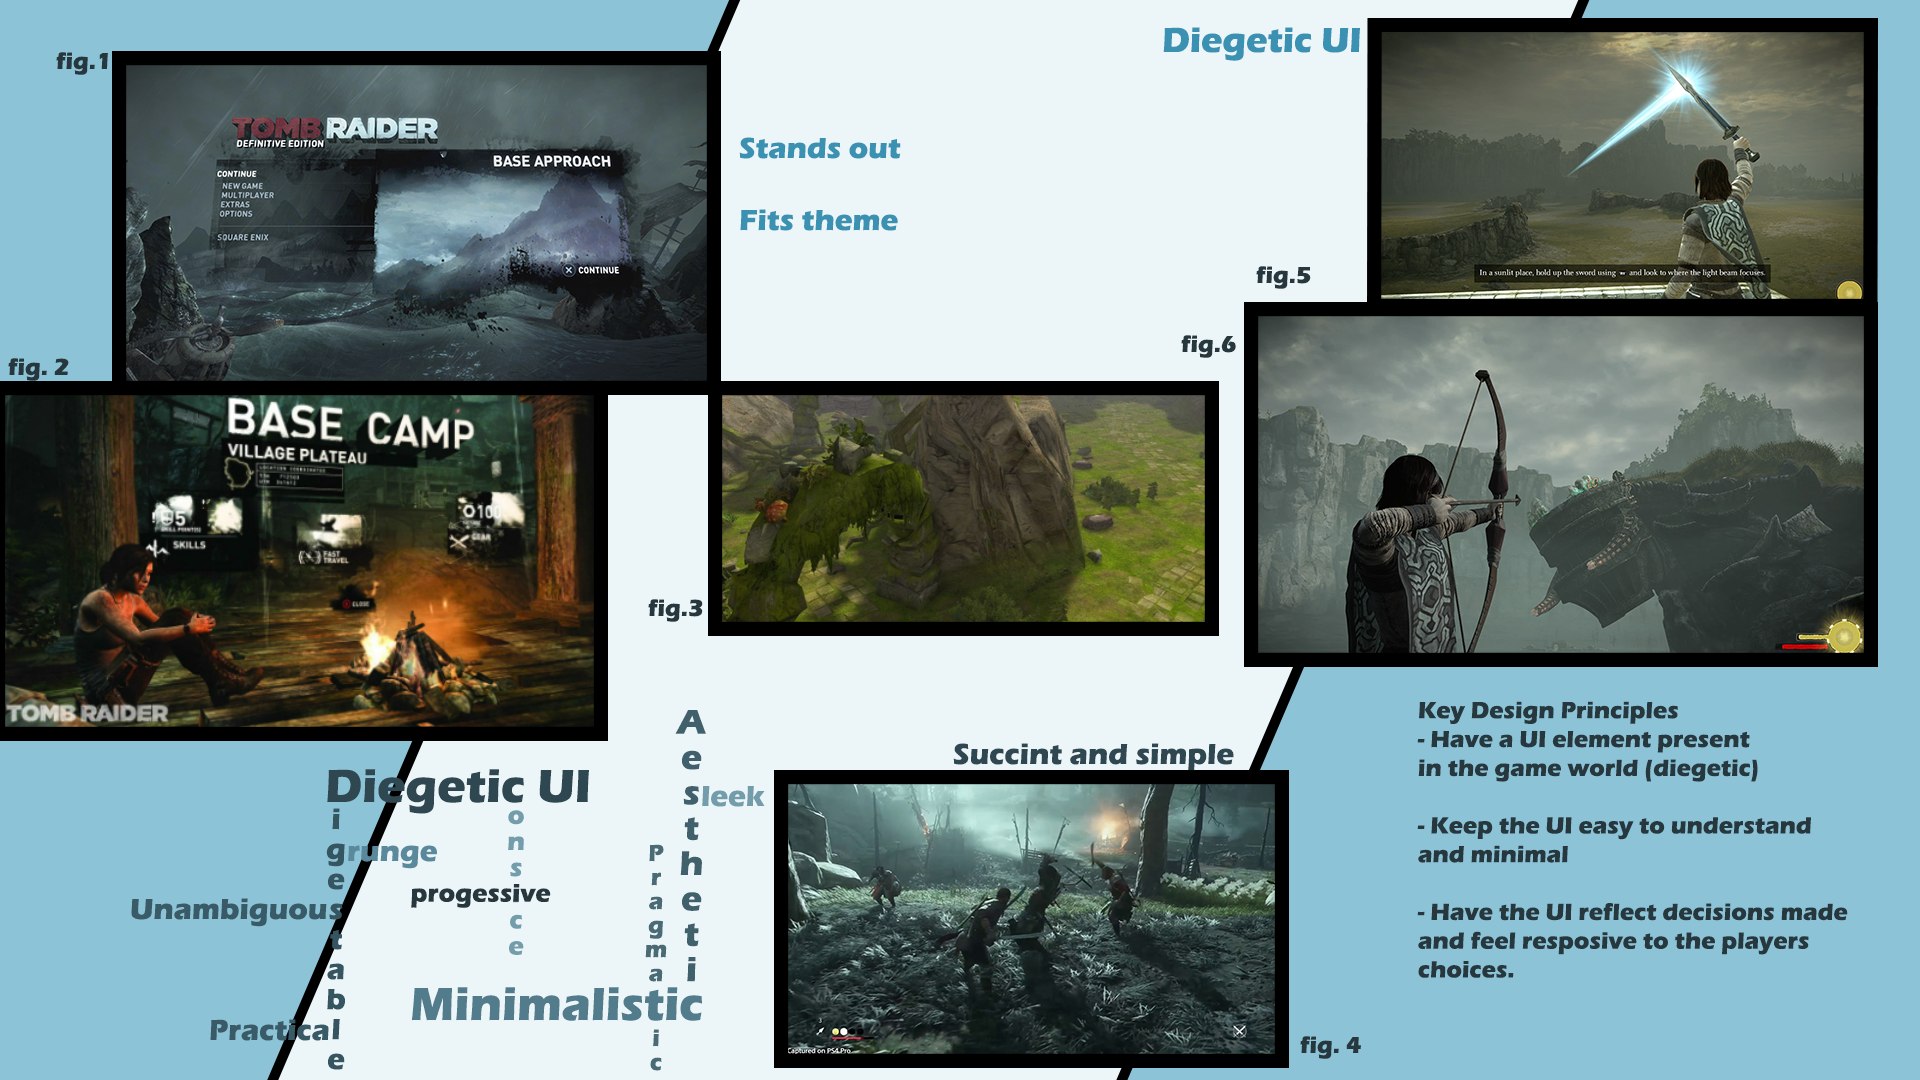 fig.1
TOMB RAIDER
DEFINITIVE EDITION
BASE APPROACH
CONTINUE
NEW GAME
MULTIPLAYER
EXTRAS
OPTIONS
SQUARE ENIX
CONTINUE
Stands out
Fits theme
Diegetic UI
In a sunlit place, hold up the sword using and look to where the light beam focuses.
fig.5
fig.6
fig. 2
BASE CAMP
VILLAGE PLATEAU
5
SKILLS
FAST
TRAVEL
100
GEAR
CLOSE
TOMB RAIDER
fig.3
Diegetic UI
Digestable
grunge
Unambiguous
Practical
Consice
progessive
Pragmatic
Aestheti
sleek
Minimalistic
Succint and simple
Captured on PS4 Pro
fig. 4
Key Design Principles
- Have a UI element present
in the game world (diegetic)
- Keep the UI easy to understand
and minimal
- Have the UI reflect decisions made
and feel resposive to the players
choices.